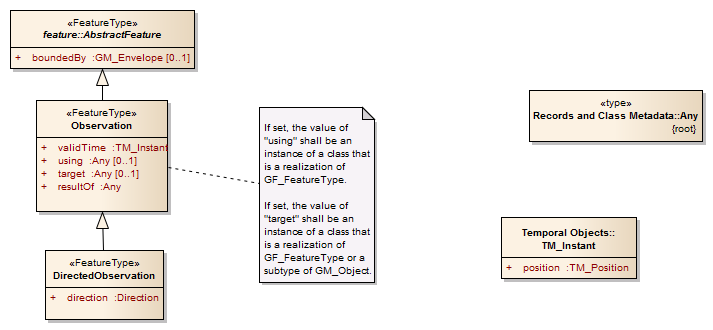 «FeatureType»
feature::AbstractFeature
+ boundedBy :GM_Envelope [0..1]
«FeatureType»
Observation
+ validTime :TM_Instant
+ using :Any [0..1]
+ target :Any [0..1]
+ resultOf :Any
«FeatureType»
DirectedObservation
+ direction :Direction
If set, the value of
"using" shall be an
instance of a class that
is a realization of
GF_FeatureType.
If set, the value of
"target" shall be an
instance of a class that
is a realization of
GF_FeatureType or a
subtype of GM_Object.
«type»
Records and Class Metadata::Any
{root}
Temporal Objects::
TM_Instant
+ position :TM_Position